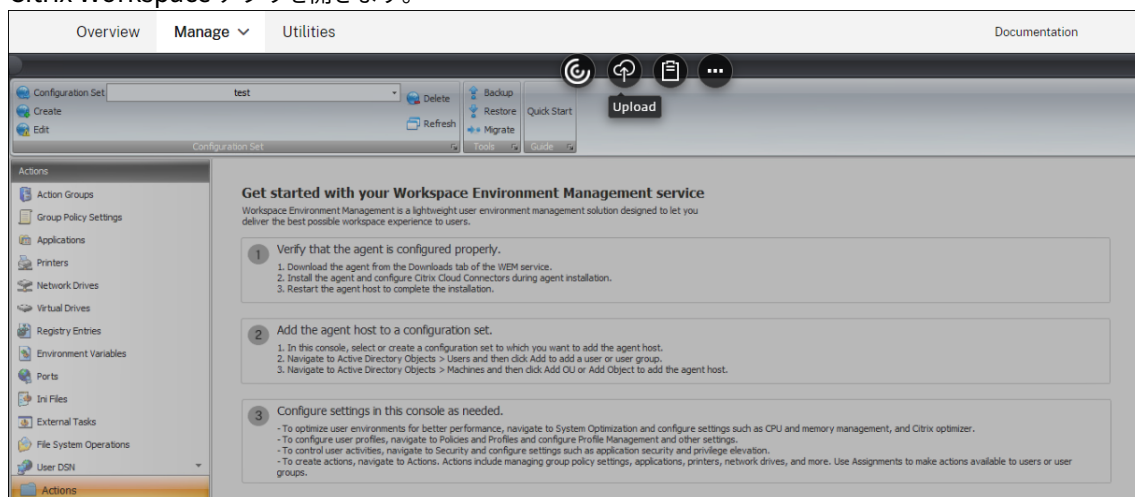 Citrix Workspace アプリを開きます。
Overview Manage Utilities Documentation
Upload
Configuration Set test
Create
Edit
Delete
Refresh
Configuration Set
Backup
Restore
Migrate
Tools
Quick Start
Guide
Actions
Action Groups
Group Policy Settings
Applications
Printers
Network Drives
Virtual Drives
Registry Entries
Environment Variables
Ports
Ini Files
External Tasks
File System Operations
User DSN
Actions
Get started with your Workspace Environment Management service
Workspace Environment Management is a lightweight user environment management solution designed to let you
deliver the best possible workspace experience to users.
1 Verify that the agent is configured properly.
1. Download the agent from the Downloads tab of the WEM service.
2. Install the agent and configure Citrix Cloud Connectors during agent installation.
3. Restart the agent host to complete the installation.
2 Add the agent host to a configuration set.
1. In this console, select or create a configuration set to which you want to add the agent host.
2. Navigate to Active Directory Objects > Users and then click Add to add a user or user group.
3. Navigate to Active Directory Objects > Machines and then click Add OU or Add Object to add the agent host.
3 Configure settings in this console as needed.
- To optimize user environments for better performance, navigate to System Optimization and configure settings such as CPU and memory management, and Citrix optimizer.
- To configure user profiles, navigate to Policies and Profiles and configure Profile Management and other settings.
- To control user activities, navigate to Security and configure settings such as application security and privilege elevation.
- To create actions, navigate to Actions. Actions include managing group policy settings, applications, printers, network drives, and more. Use Assignments to make actions available to users or user
groups.